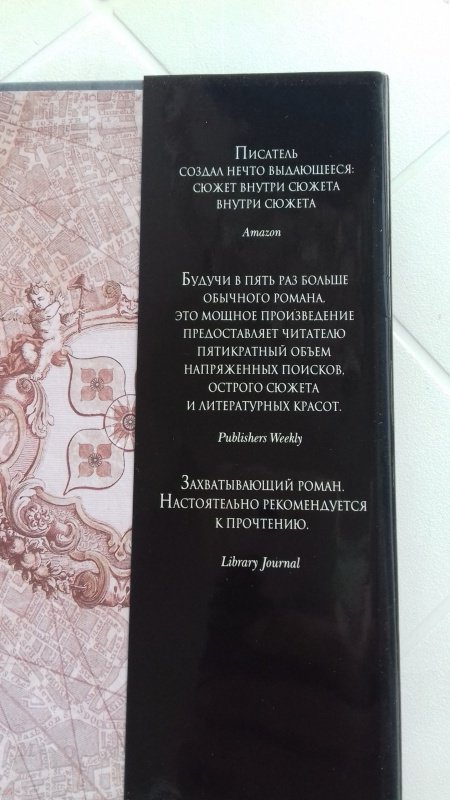 Писатель
создал нечто выдающееся:
сюжет внутри сюжета
внутри сюжета
Amazon
Будучи в пять раз больше
обычного романа,
это мощное произведение
предоставляет читателю
пятикратный объем
напряженных поисков,
острого сюжета
и литературных красот.
Publishers Weekly
Захватывающий роман.
Настоятельно рекомендуется
к прочтению.
Library Journal